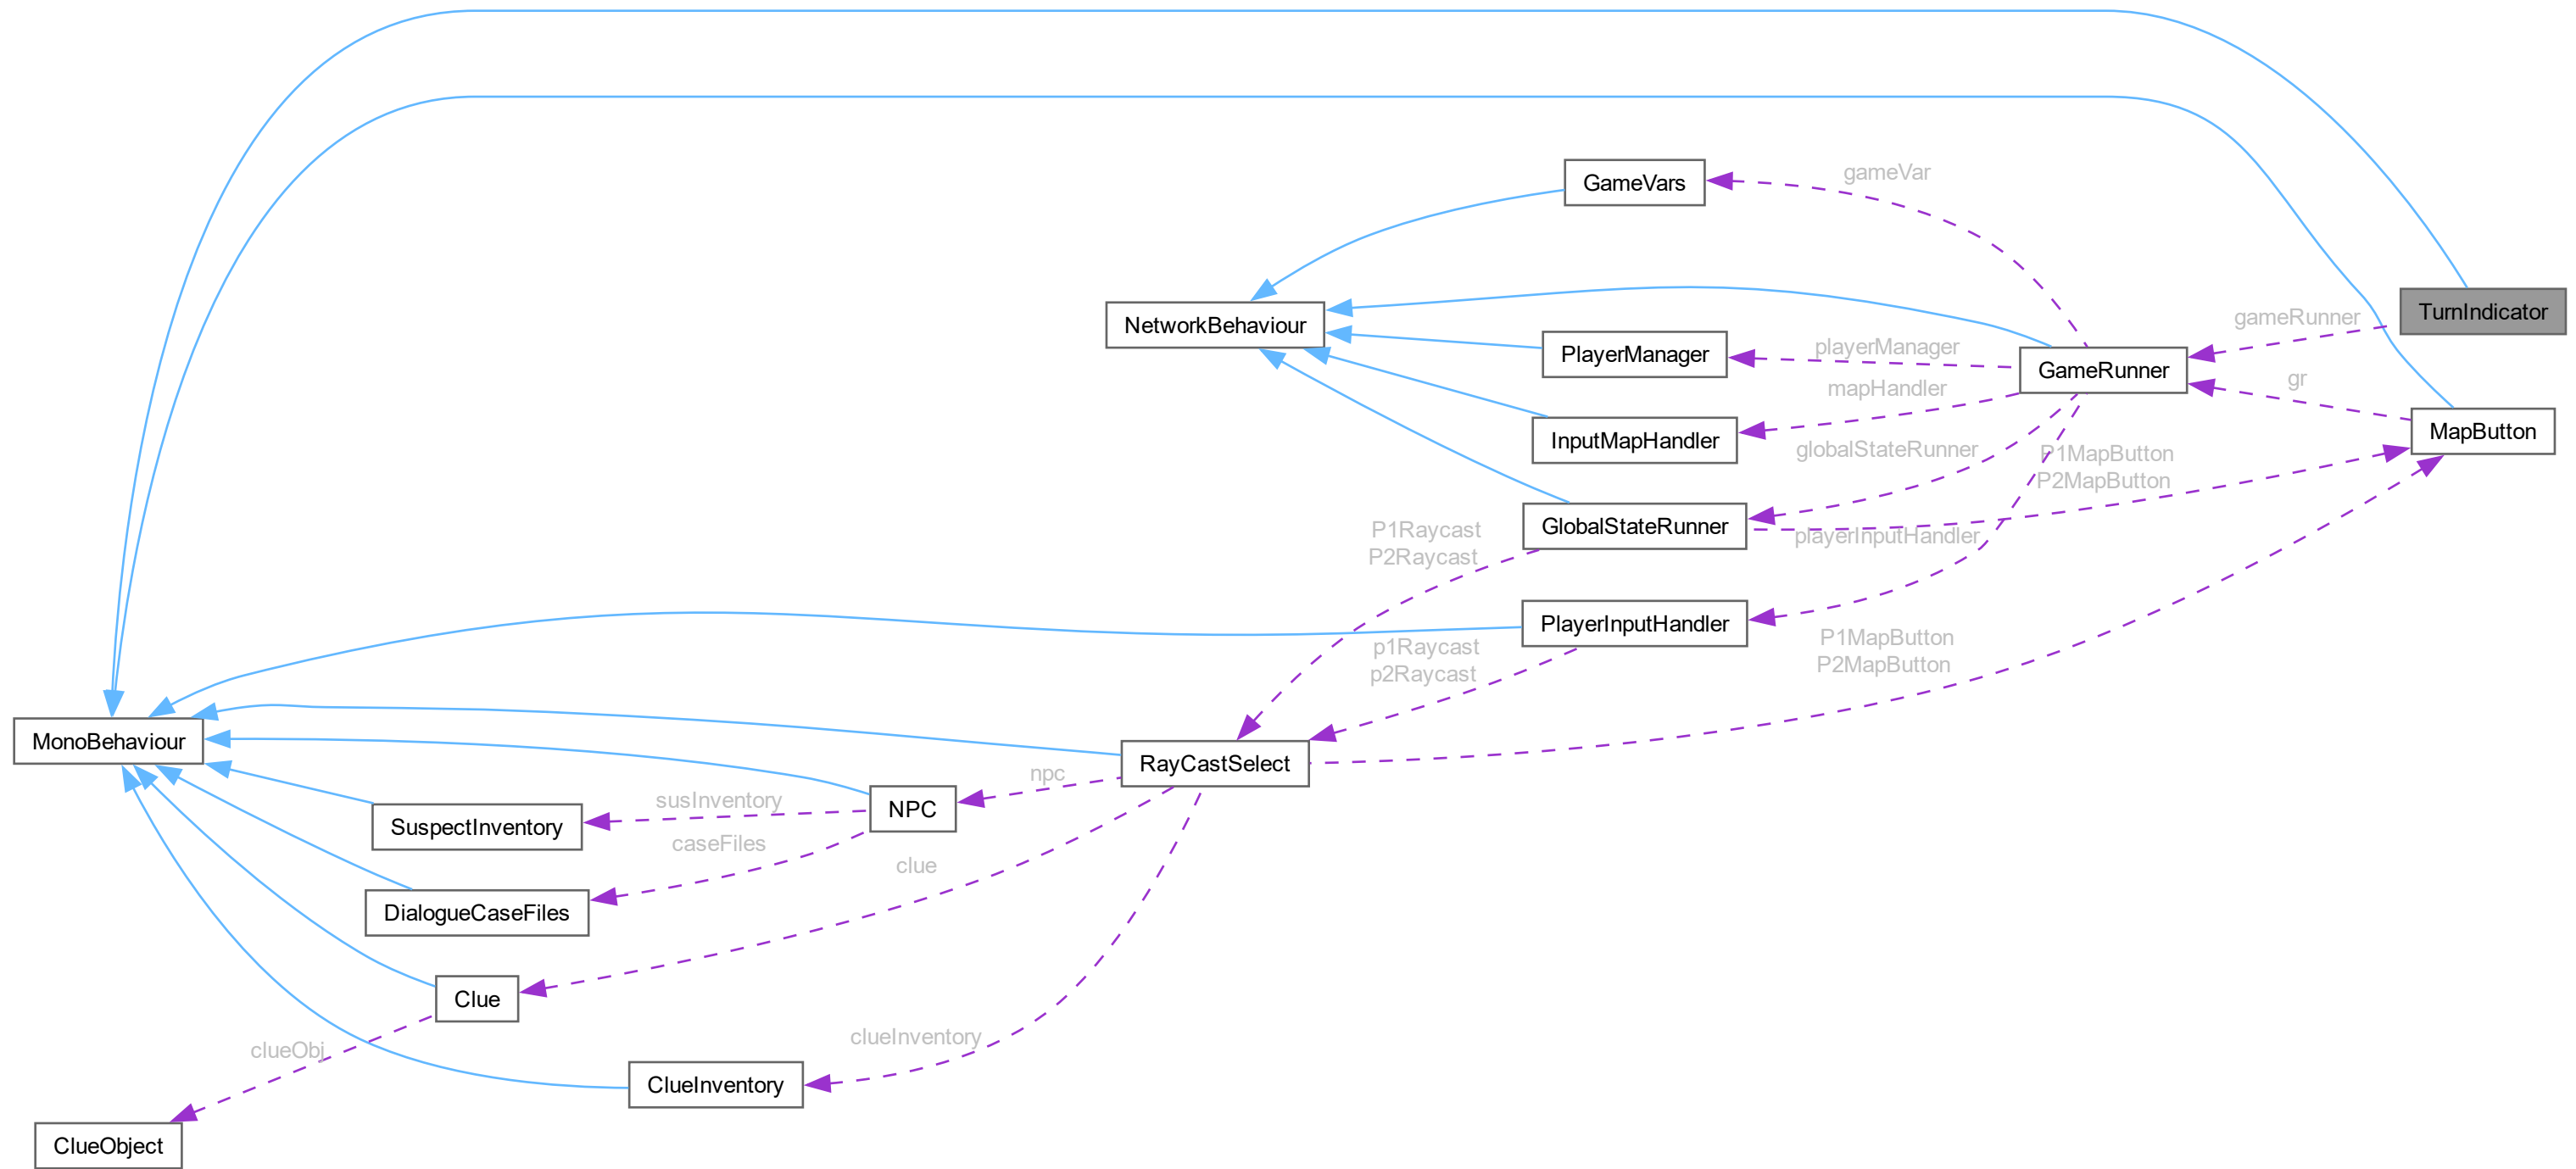 gameVar
GameVars
TurnIndicator
gameRunner
NetworkBehaviour
playerManager
PlayerManager
GameRunner
gr
mapHandler
MapButton
InputMapHandler
globalStateRunner
P1MapButton
P2MapButton
GlobalStateRunner
P1Raycast
P2Raycast
playerInputHandler
PlayerInputHandler
p1Raycast
p2Raycast
P1MapButton
P2MapButton
MonoBehaviour
RayCastSelect
npc
susInventory
NPC
SuspectInventory
caseFiles
clue
DialogueCaseFiles
Clue
clueInventory
clueObj
ClueInventory
ClueObject